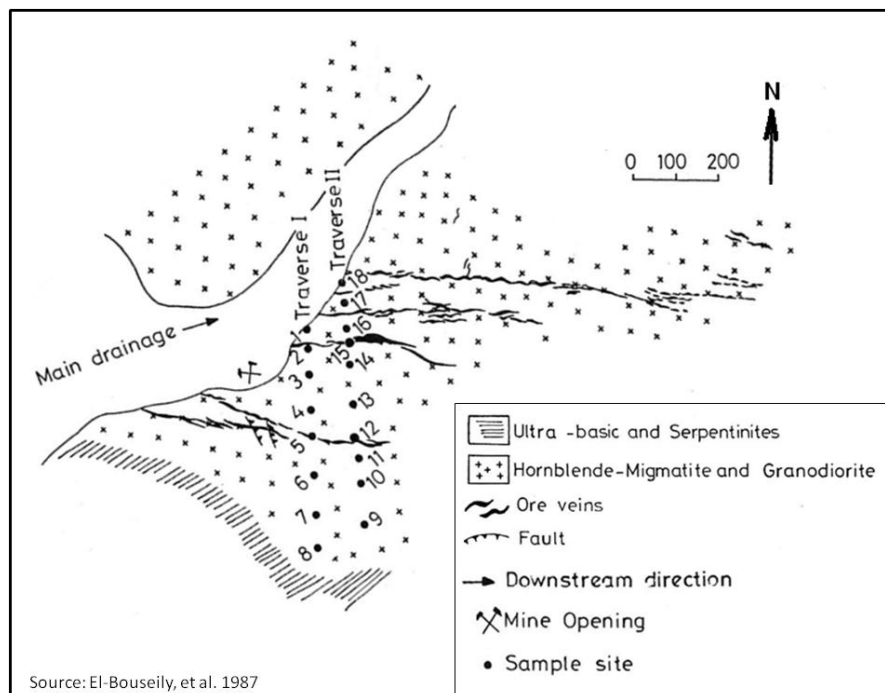 N
0 100 200
Traverse I
Traverse II
Main drainage
18
17
16
15
14
13
12
11
10
9
1
2
3
4
5
6
7
8
Ultra -basic and Serpentinites
Hornblende-Migmatite and Granodiorite
Ore veins
Fault
Downstream direction
Mine Opening
Sample site
Source: El-Bouseily, et al. 1987